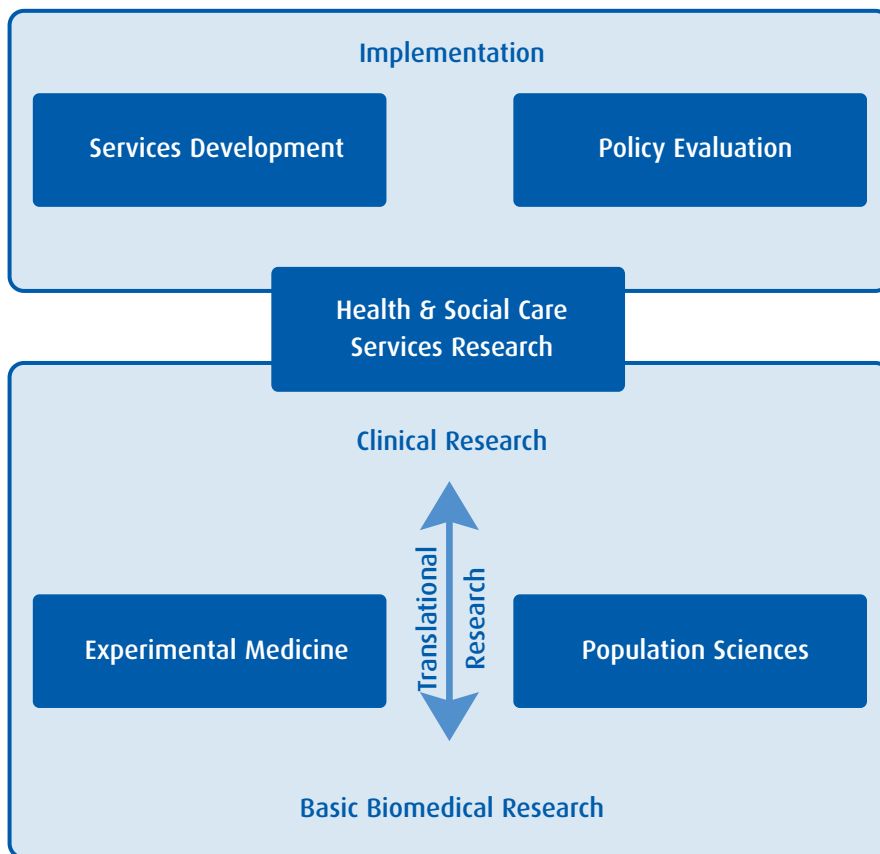 Implementation
Services Development
Policy Evaluation
Health & Social Care
Services Research
Clinical Research
Translational
Research
Experimental Medicine
Population Sciences
Basic Biomedical Research